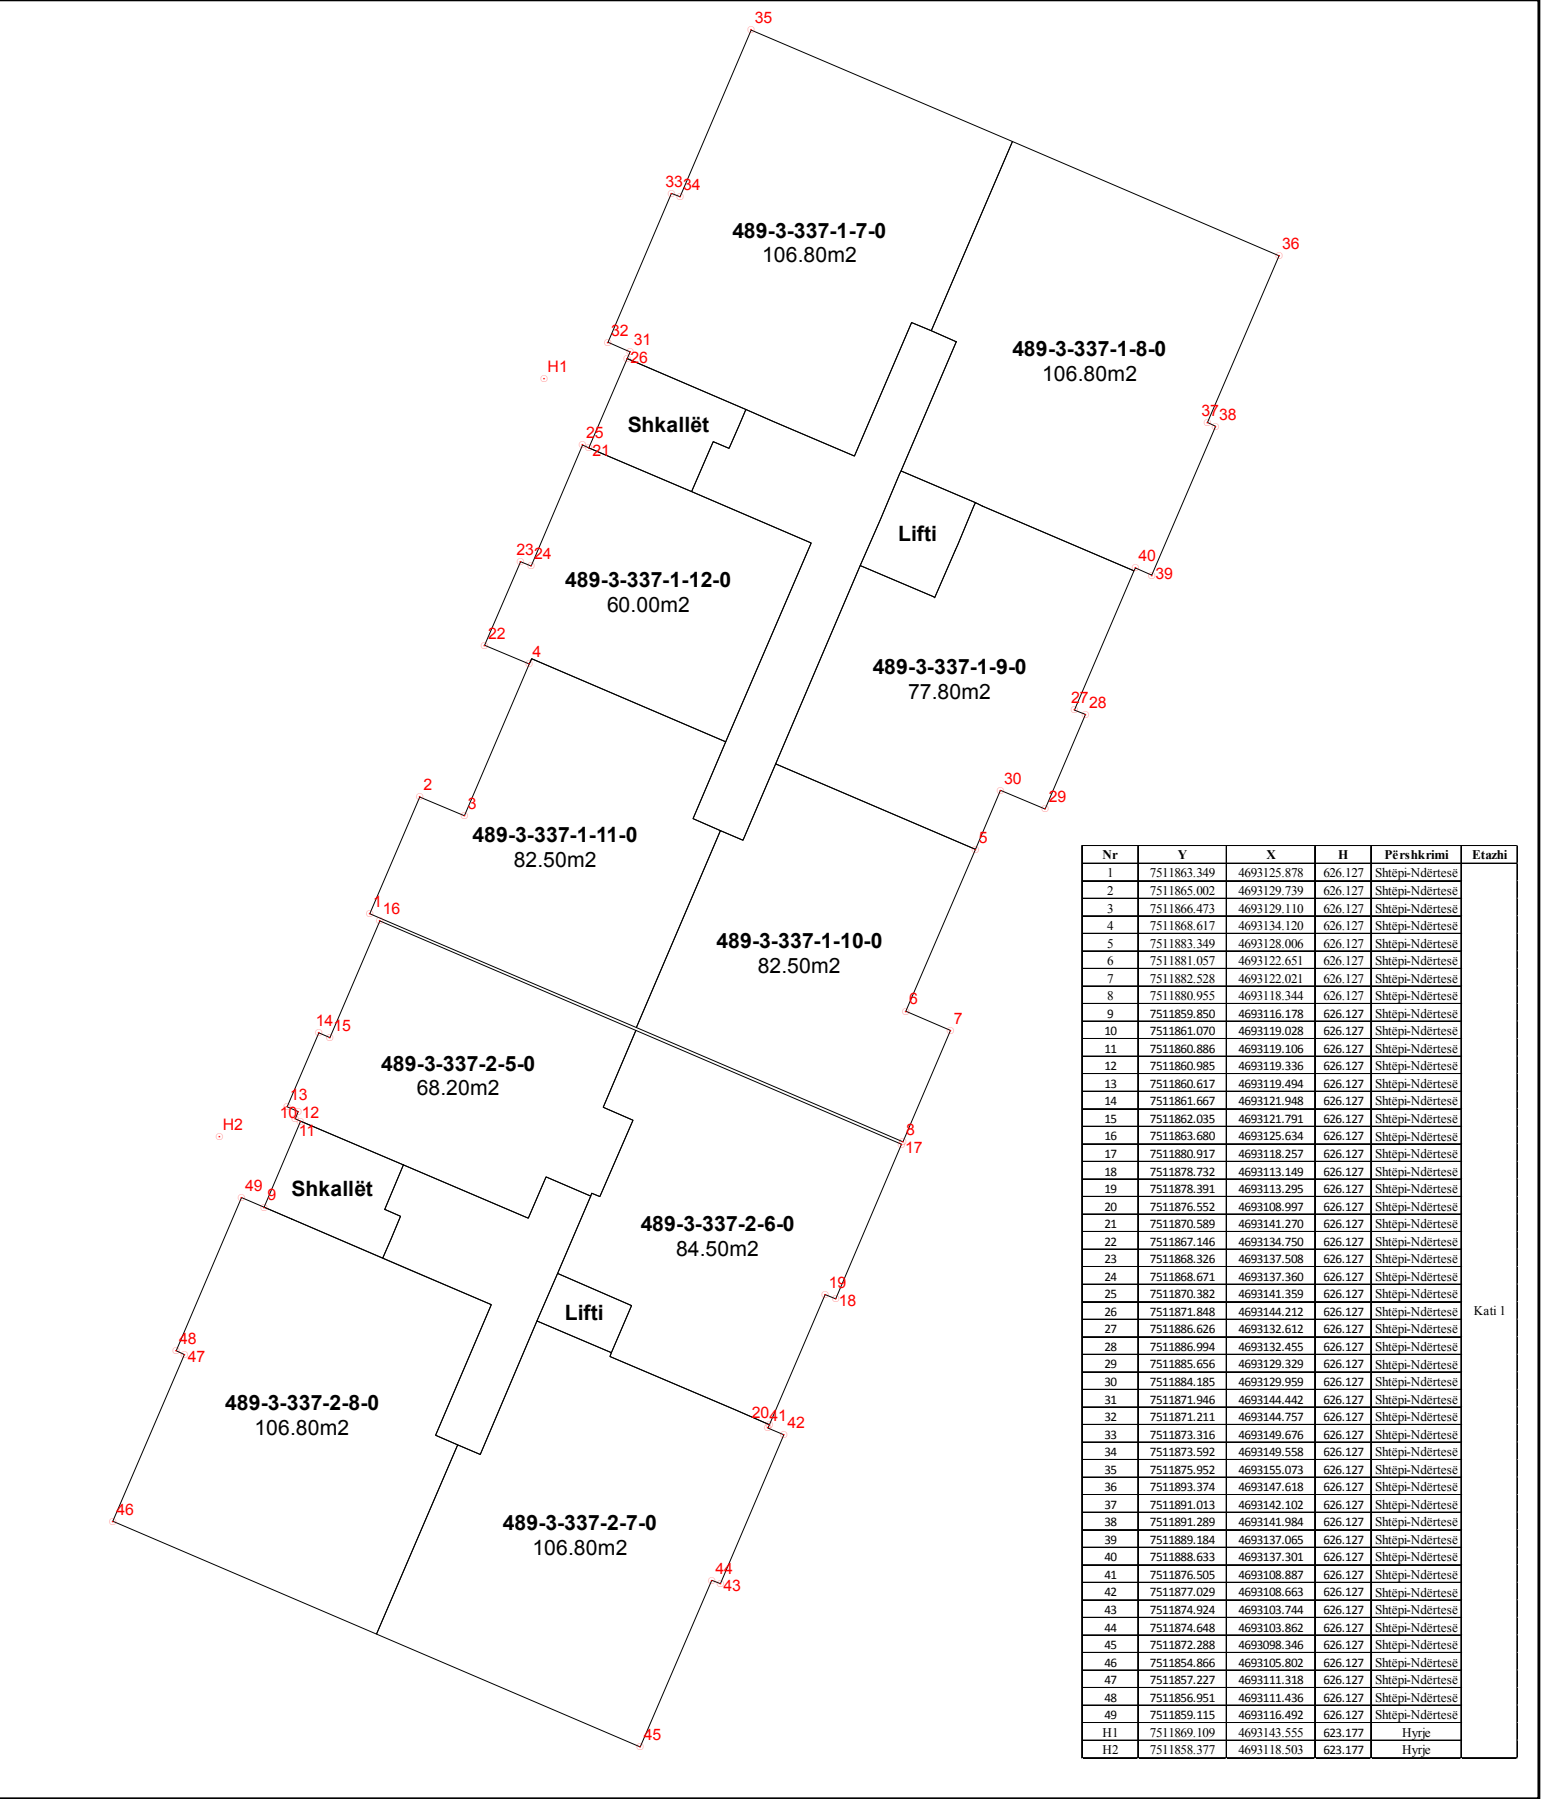 35
36
33 34
489-3-337-1-7-0
106.80m2
32
31
26
H1
489-3-337-1-8-0
106.80m2
37 38
Shkallët
25
21
Lifti
23 24
40
39
489-3-337-1-12-0
60.00m2
22
4
489-3-337-1-9-0
77.80m2
27 28
2
3
30
29
489-3-337-1-11-0
82.50m2
5
1 16
489-3-337-1-10-0
82.50m2
6
7
14 15
489-3-337-2-5-0
68.20m2
13
10 12
11
H2
8
17
Shkallët
49 9
489-3-337-2-6-0
84.50m2
19
18
Lifti
48
47
489-3-337-2-8-0
106.80m2
20 41 42
46
489-3-337-2-7-0
106.80m2
44
43
45
Nr Y X H Përshkrimi Etazhi
1 7511863.349 4693125.878 626.127 Shtëpi-Ndërtesë
2 7511865.002 4693129.739 626.127 Shtëpi-Ndërtesë
3 7511866.473 4693129.110 626.127 Shtëpi-Ndërtesë
4 7511868.617 4693134.120 626.127 Shtëpi-Ndërtesë
5 7511883.349 4693128.006 626.127 Shtëpi-Ndërtesë
6 7511881.057 4693122.651 626.127 Shtëpi-Ndërtesë
7 7511882.528 4693122.021 626.127 Shtëpi-Ndërtesë
8 7511880.955 4693118.344 626.127 Shtëpi-Ndërtesë
9 7511859.850 4693116.178 626.127 Shtëpi-Ndërtesë
10 7511861.070 4693119.028 626.127 Shtëpi-Ndërtesë
11 7511860.886 4693119.106 626.127 Shtëpi-Ndërtesë
12 7511860.985 4693119.336 626.127 Shtëpi-Ndërtesë
13 7511860.617 4693119.494 626.127 Shtëpi-Ndërtesë
14 7511861.667 4693121.948 626.127 Shtëpi-Ndërtesë
15 7511862.035 4693121.791 626.127 Shtëpi-Ndërtesë
16 7511863.680 4693125.634 626.127 Shtëpi-Ndërtesë
17 7511880.917 4693118.257 626.127 Shtëpi-Ndërtesë
18 7511878.732 4693113.149 626.127 Shtëpi-Ndërtesë
19 7511878.391 4693113.295 626.127 Shtëpi-Ndërtesë
20 7511876.552 4693108.997 626.127 Shtëpi-Ndërtesë
21 7511870.589 4693141.270 626.127 Shtëpi-Ndërtesë
22 7511867.146 4693134.750 626.127 Shtëpi-Ndërtesë
23 7511868.326 4693137.508 626.127 Shtëpi-Ndërtesë
24 7511868.671 4693137.360 626.127 Shtëpi-Ndërtesë
25 7511870.382 4693141.359 626.127 Shtëpi-Ndërtesë
26 7511871.848 4693144.212 626.127 Shtëpi-Ndërtesë Kati 1
27 7511886.626 4693132.612 626.127 Shtëpi-Ndërtesë
28 7511886.994 4693132.455 626.127 Shtëpi-Ndërtesë
29 7511885.656 4693129.329 626.127 Shtëpi-Ndërtesë
30 7511884.185 4693129.959 626.127 Shtëpi-Ndërtesë
31 7511871.946 4693144.442 626.127 Shtëpi-Ndërtesë
32 7511871.211 4693144.757 626.127 Shtëpi-Ndërtesë
33 7511873.316 4693149.676 626.127 Shtëpi-Ndërtesë
34 7511873.592 4693149.558 626.127 Shtëpi-Ndërtesë
35 7511875.952 4693155.073 626.127 Shtëpi-Ndërtesë
36 7511893.374 4693147.618 626.127 Shtëpi-Ndërtesë
37 7511891.013 4693142.102 626.127 Shtëpi-Ndërtesë
38 7511891.289 4693141.984 626.127 Shtëpi-Ndërtesë
39 7511889.184 4693137.065 626.127 Shtëpi-Ndërtesë
40 7511888.633 4693137.301 626.127 Shtëpi-Ndërtesë
41 7511876.505 4693108.887 626.127 Shtëpi-Ndërtesë
42 7511877.029 4693108.663 626.127 Shtëpi-Ndërtesë
43 7511874.924 4693103.744 626.127 Shtëpi-Ndërtesë
44 7511874.648 4693103.862 626.127 Shtëpi-Ndërtesë
45 7511872.288 4693098.346 626.127 Shtëpi-Ndërtesë
46 7511854.866 4693105.802 626.127 Shtëpi-Ndërtesë
47 7511857.227 4693111.318 626.127 Shtëpi-Ndërtesë
48 7511856.951 4693111.436 626.127 Shtëpi-Ndërtesë
49 7511859.115 4693116.492 626.127 Shtëpi-Ndërtesë
H1 7511869.109 4693143.555 623.177 Hyrje
H2 7511858.377 4693118.503 623.177 Hyrje